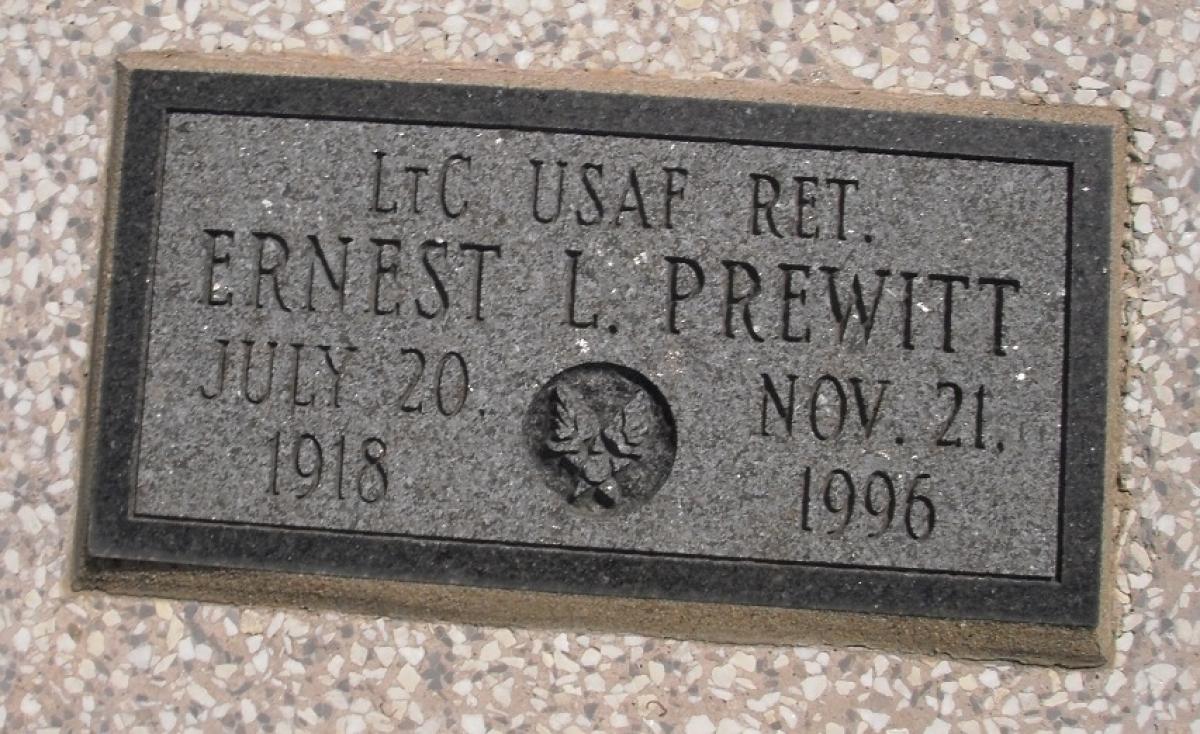 LTC USAF RET.
ERNEST L. PREWITT
JULY 20, NOV. 21,
1918 1996